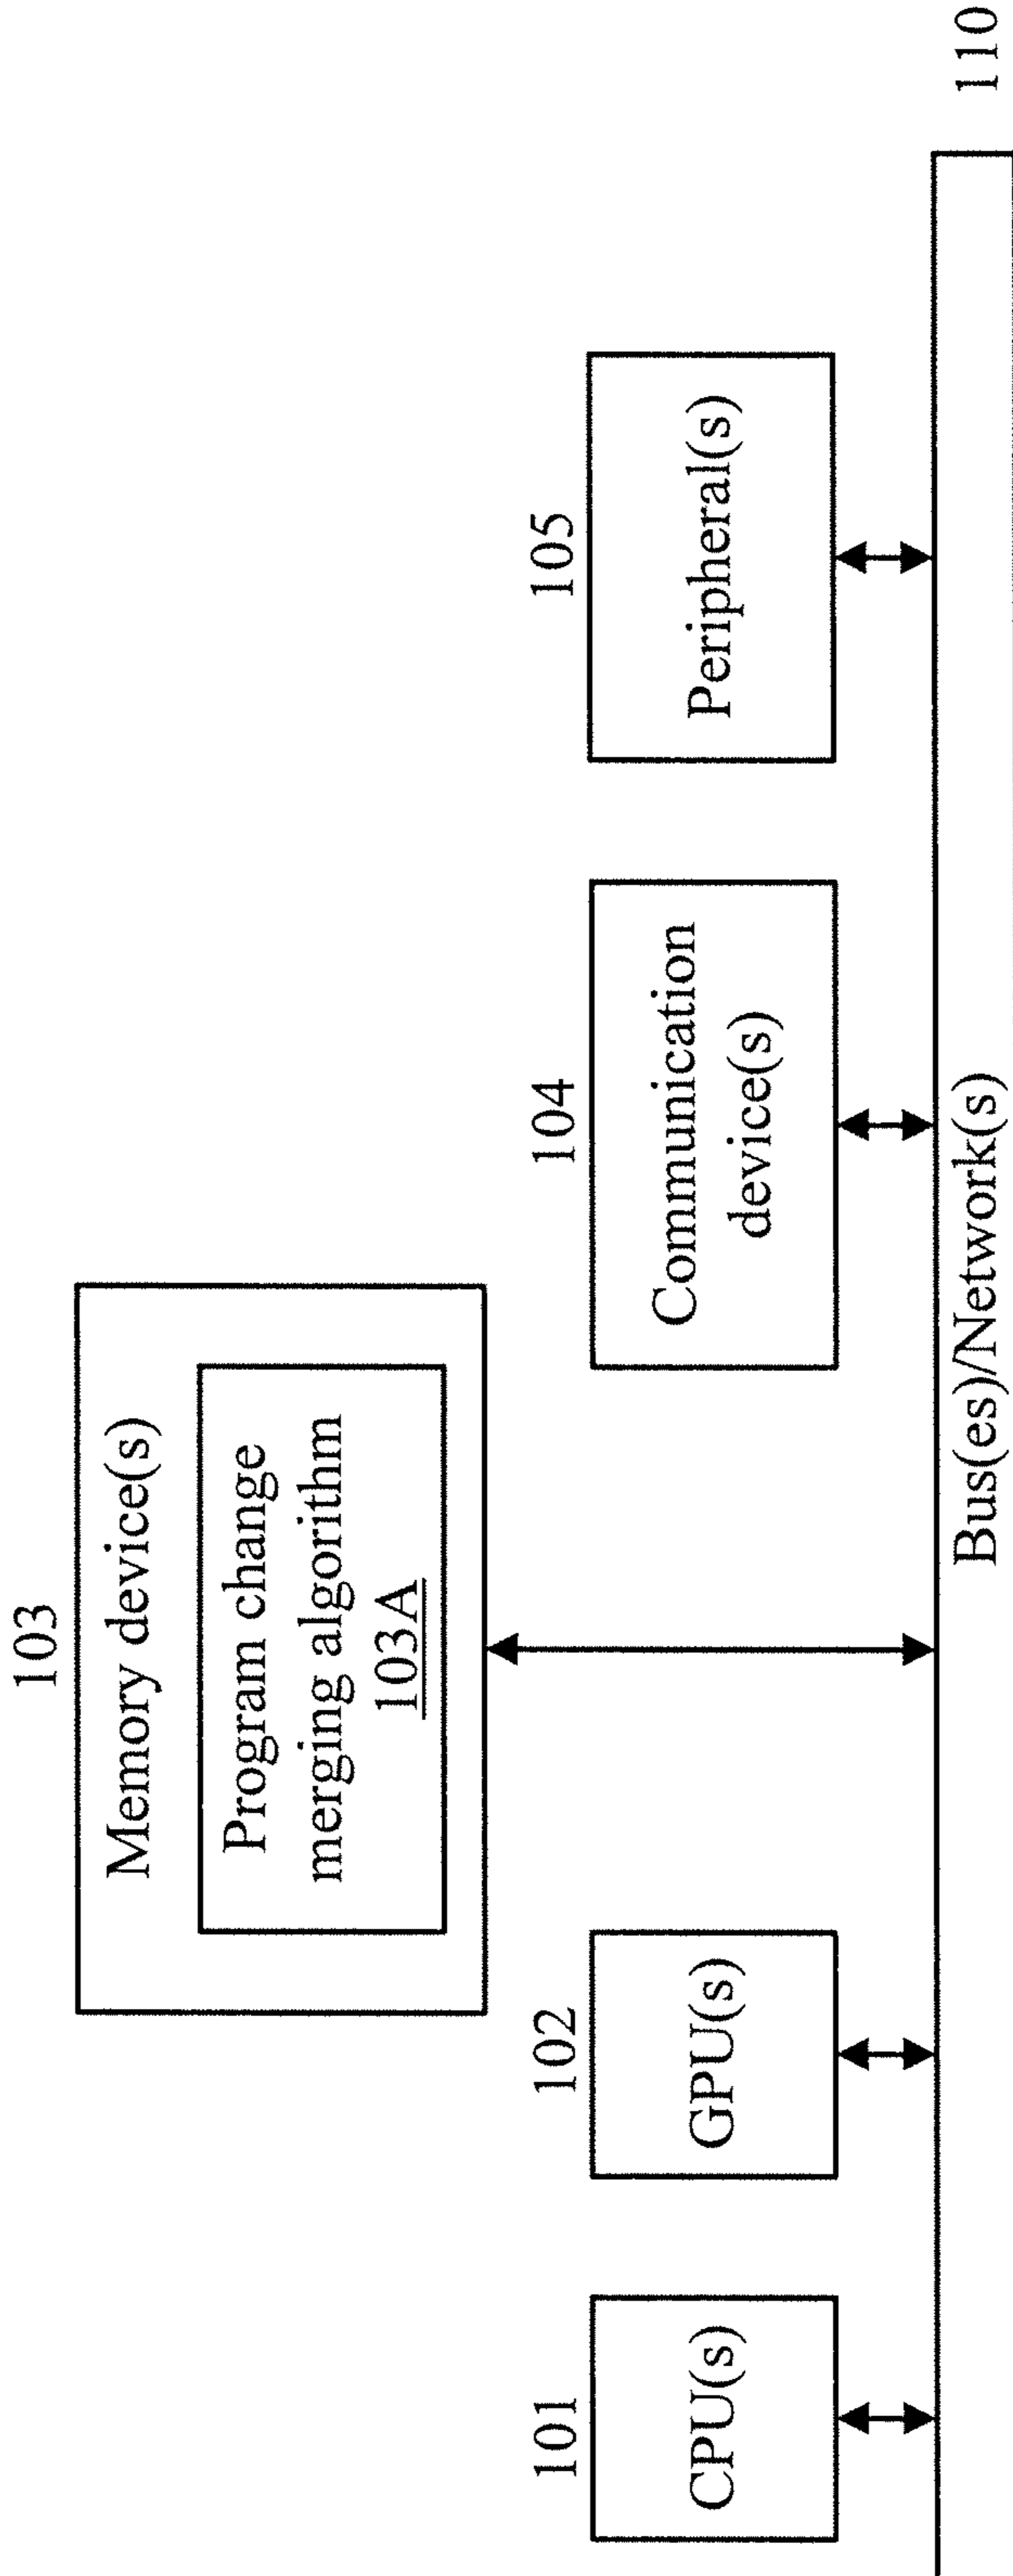 103
Memory device(s)
Program change
merging algorithm
103A
101
CPU(s)
102
GPU(s)
104
Communication
device(s)
105
Peripheral(s)
Bus(es)/Network(s)
110